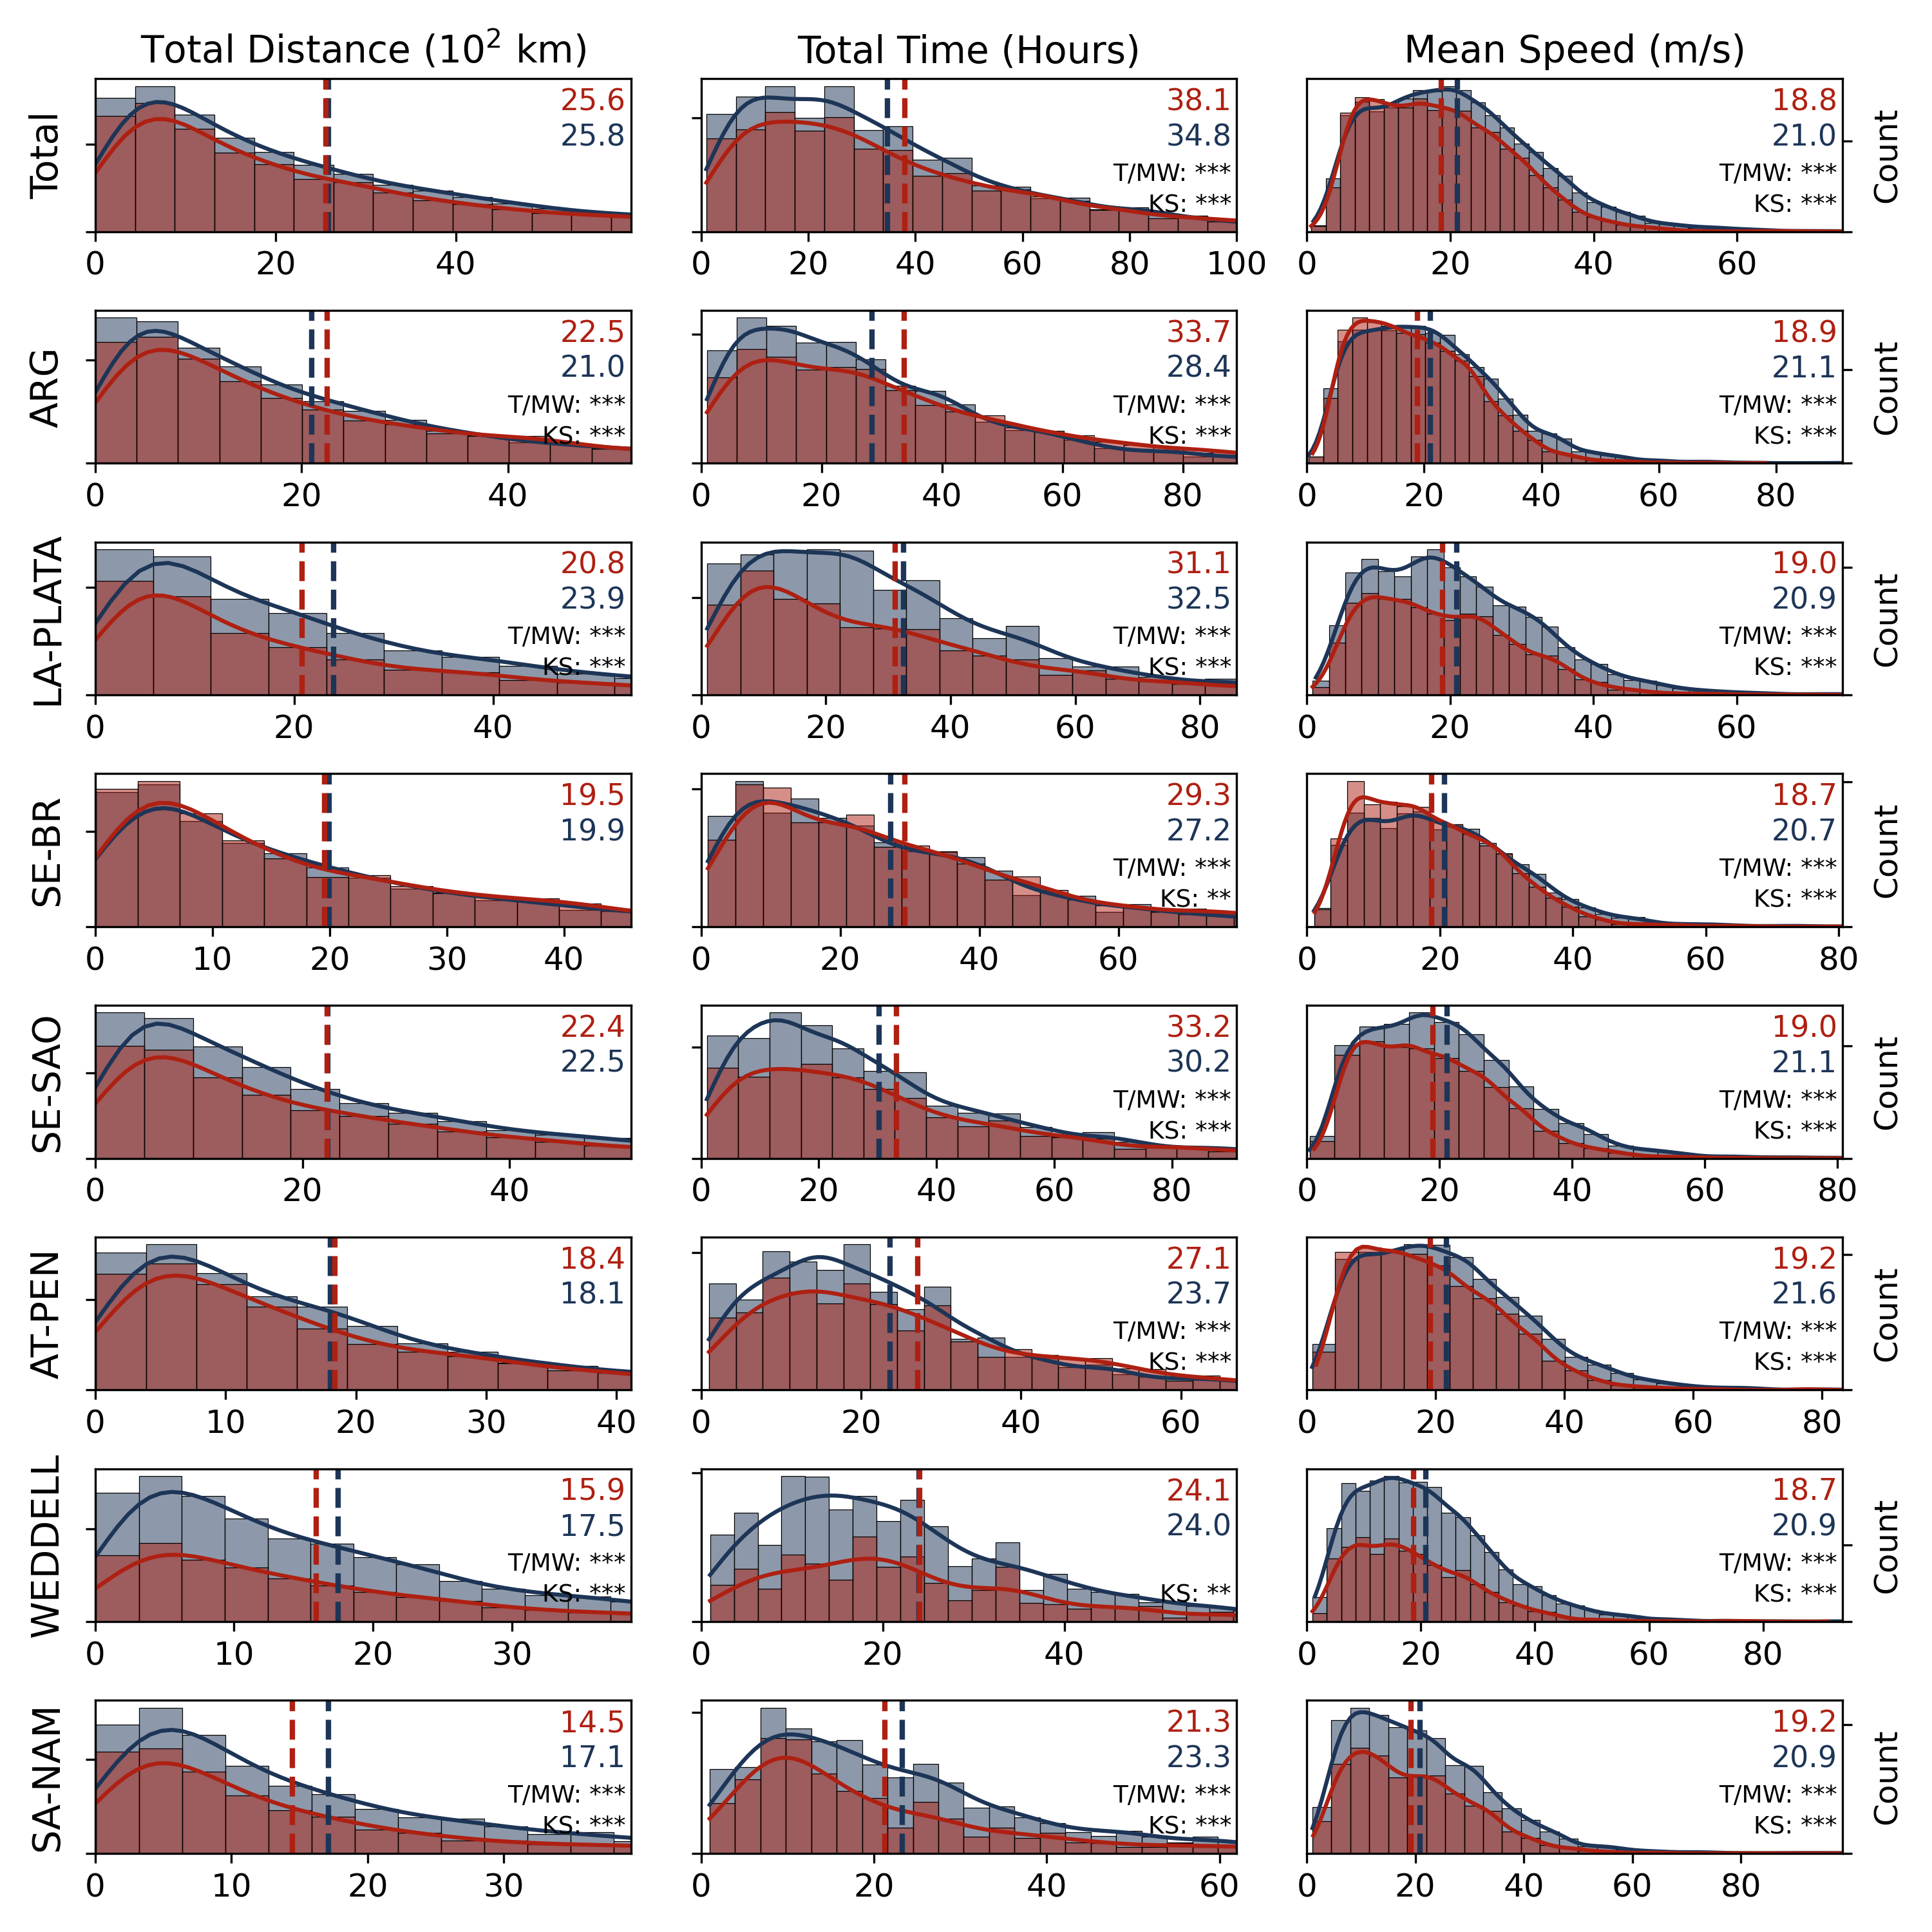 Total Distance (10² km)
Total Time (Hours)
Mean Speed (m/s)
Total
25.6
25.8
0 20 40
38.1
34.8
T/MW: ***
KS: ***
0 20 40 60 80 100
18.8
21.0
T/MW: ***
KS: ***
0 20 40 60
Count
ARG
22.5
21.0
T/MW: ***
KS: ***
0 20 40
33.7
28.4
T/MW: ***
KS: ***
0 20 40 60 80
18.9
21.1
T/MW: ***
KS: ***
0 20 40 60 80
Count
LA-PLATA
20.8
23.9
T/MW: ***
KS: ***
0 20 40
31.1
32.5
T/MW: ***
KS: ***
0 20 40 60 80
19.0
20.9
T/MW: ***
KS: ***
0 20 40 60
Count
SE-BR
19.5
19.9
0 10 20 30 40
29.3
27.2
T/MW: ***
KS: **
0 20 40 60
18.7
20.7
T/MW: ***
KS: ***
0 20 40 60 80
Count
SE-SAO
22.4
22.5
0 20 40
33.2
30.2
T/MW: ***
KS: ***
0 20 40 60 80
19.0
21.1
T/MW: ***
KS: ***
0 20 40 60 80
Count
AT-PEN
18.4
18.1
0 10 20 30 40
27.1
23.7
T/MW: ***
KS: ***
0 20 40 60
19.2
21.6
T/MW: ***
KS: ***
0 20 40 60 80
Count
WEDDELL
15.9
17.5
T/MW: ***
KS: ***
0 10 20 30
24.1
24.0
KS: **
0 20 40
18.7
20.9
T/MW: ***
KS: ***
0 20 40 60 80
Count
SA-NAM
14.5
17.1
T/MW: ***
KS: ***
0 10 20 30
21.3
23.3
T/MW: ***
KS: ***
0 20 40 60
19.2
20.9
T/MW: ***
KS: ***
0 20 40 60 80
Count